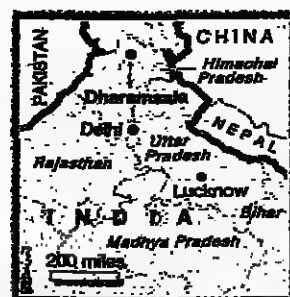 CHINA
PAKISTAN
Himachal
Pradesh
Dharamsala
NEPAL
Delhi
Uttar
Pradesh
Rajasthan
Lucknow
INDIA
Bihar
Madhya Pradesh
200 miles